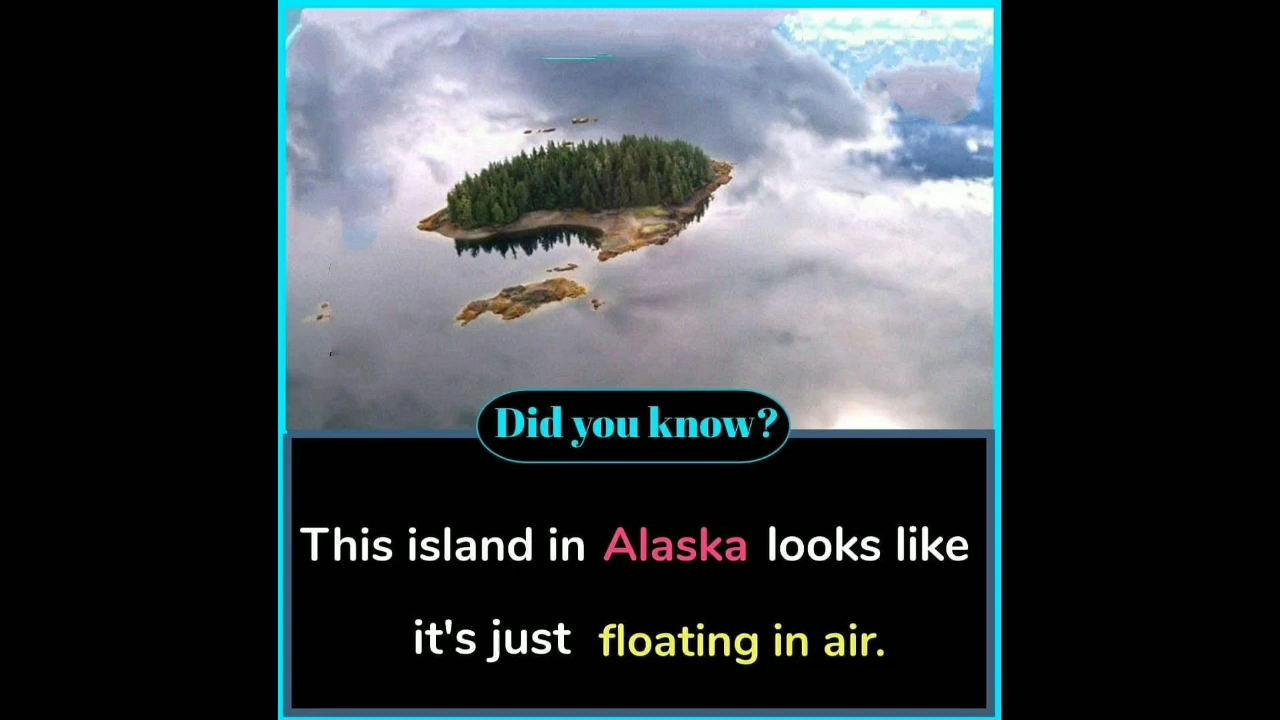 Did you know?
This island in Alaska looks like
it's just floating in air.